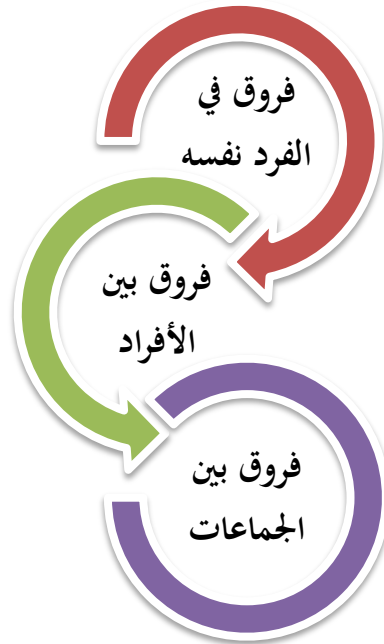 فروق في
الفرد نفسه
فروق بين
الأفراد
فروق بين
الجماعات